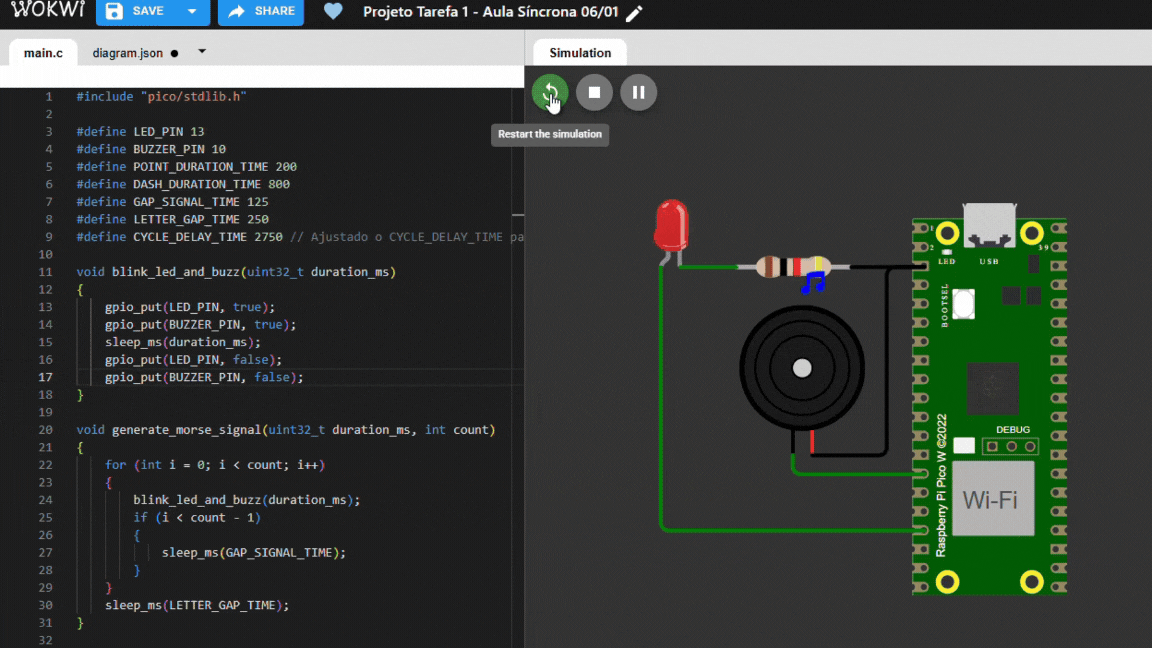 WOKWI
SAVE
SHARE
Projeto Tarefa 1 - Aula Síncrona 06/01
main.c
diagram.json
Simulation
Restart the simulation
1 #include "pico/stdlib.h"
2
3 #define LED_PIN 13
4 #define BUZZER_PIN 10
5 #define POINT_DURATION_TIME 200
6 #define DASH_DURATION_TIME 800
7 #define GAP_SIGNAL_TIME 125
8 #define LETTER_GAP_TIME 250
9 #define CYCLE_DELAY_TIME 2750 // Ajustado o CYCLE_DELAY_TIME pa
10
11 void blink_led_and_buzz(uint32_t duration_ms)
12 {
13 gpio_put(LED_PIN, true);
14 gpio_put(BUZZER_PIN, true);
15 sleep_ms(duration_ms);
16 gpio_put(LED_PIN, false);
17 gpio_put(BUZZER_PIN, false);
18 }
19
20 void generate_morse_signal(uint32_t duration_ms, int count)
21 {
22 for (int i = 0; i < count; i++)
23 {
24 blink_led_and_buzz(duration_ms);
25 if (i < count - 1)
26 {
27 sleep_ms(GAP_SIGNAL_TIME);
28 }
29 }
30 sleep_ms(LETTER_GAP_TIME);
31 }
32
1
2
39
LED
USB
BOOTSEL
DEBUG
Raspberry Pi Pico W ©2022
Wi-Fi